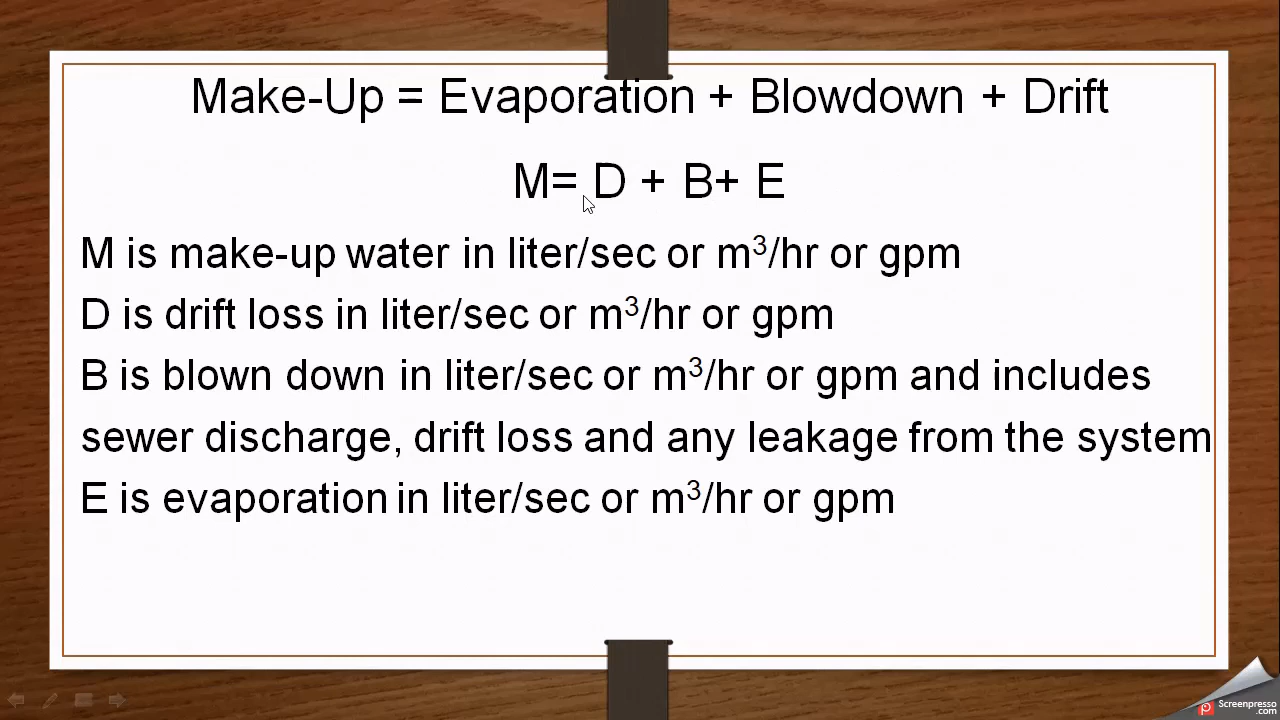 Make-Up = Evaporation + Blowdown + Drift
M= D + B+ E
M is make-up water in liter/sec or m³/hr or gpm
D is drift loss in liter/sec or m³/hr or gpm
B is blown down in liter/sec or m³/hr or gpm and includes
sewer discharge, drift loss and any leakage from the system
E is evaporation in liter/sec or m³/hr or gpm
Screenpresso
.com